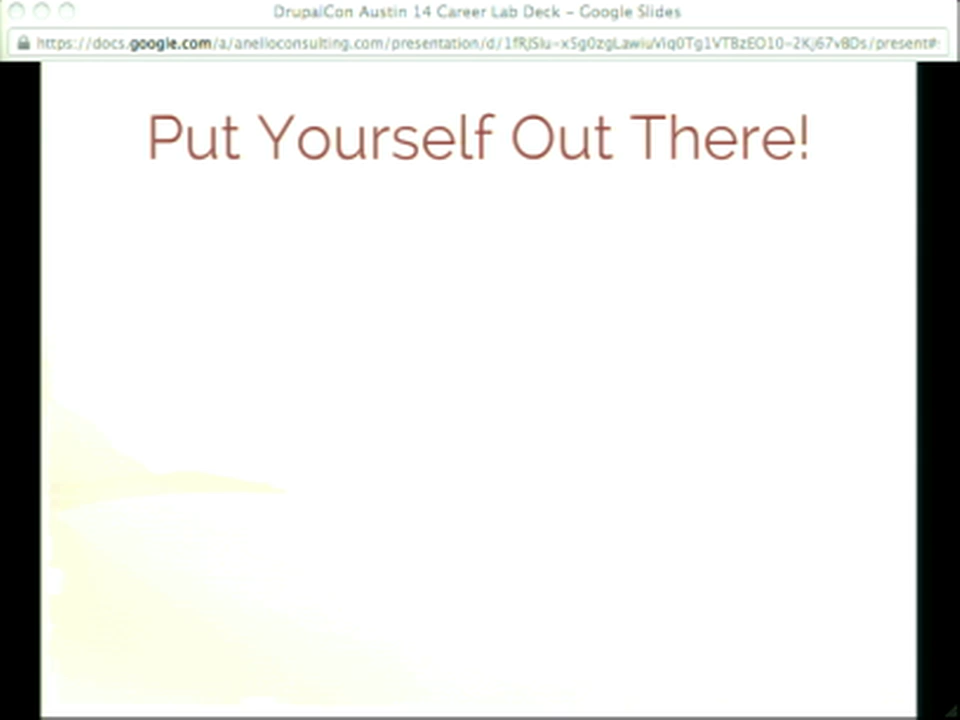 DrupalCon Austin 14 Career Lab Deck – Google Slides
Put Yourself Out There!